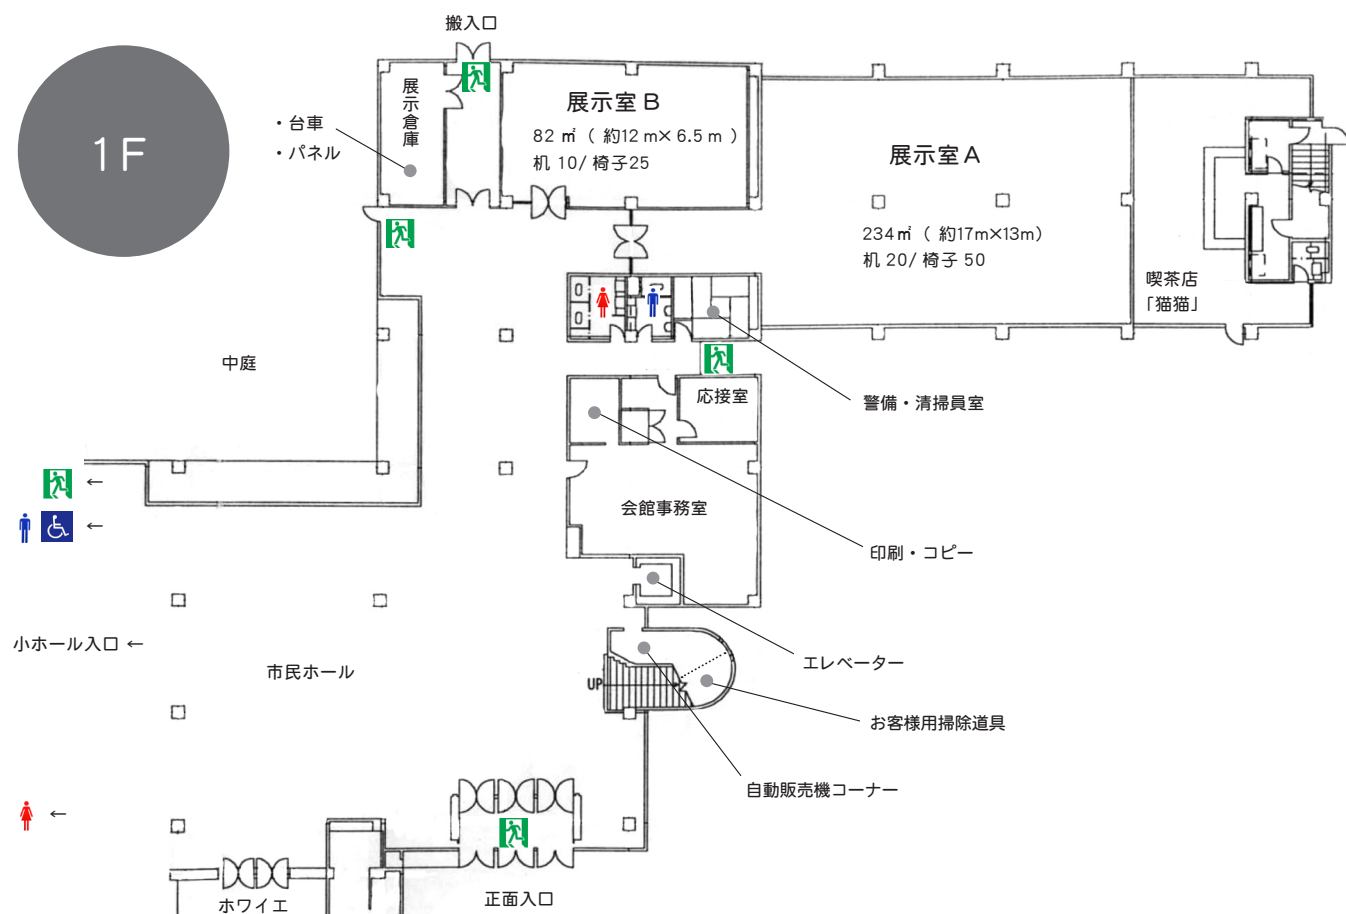 搬入口
1F
・台車
・パネル
展示倉庫
展示室 B
82 ㎡ ( 約12 m× 6.5 m )
机 10/ 椅子25
展示室 A
234㎡ ( 約17m×13m)
机 20/ 椅子 50
喫茶店
「猫猫」
中庭
応接室
警備・清掃員室
←
会館事務室
←
印刷・コピー
小ホール入口 ←
市民ホール
エレベーター
UP
お客様用掃除道具
自動販売機コーナー
←
正面入口
ホワイエ